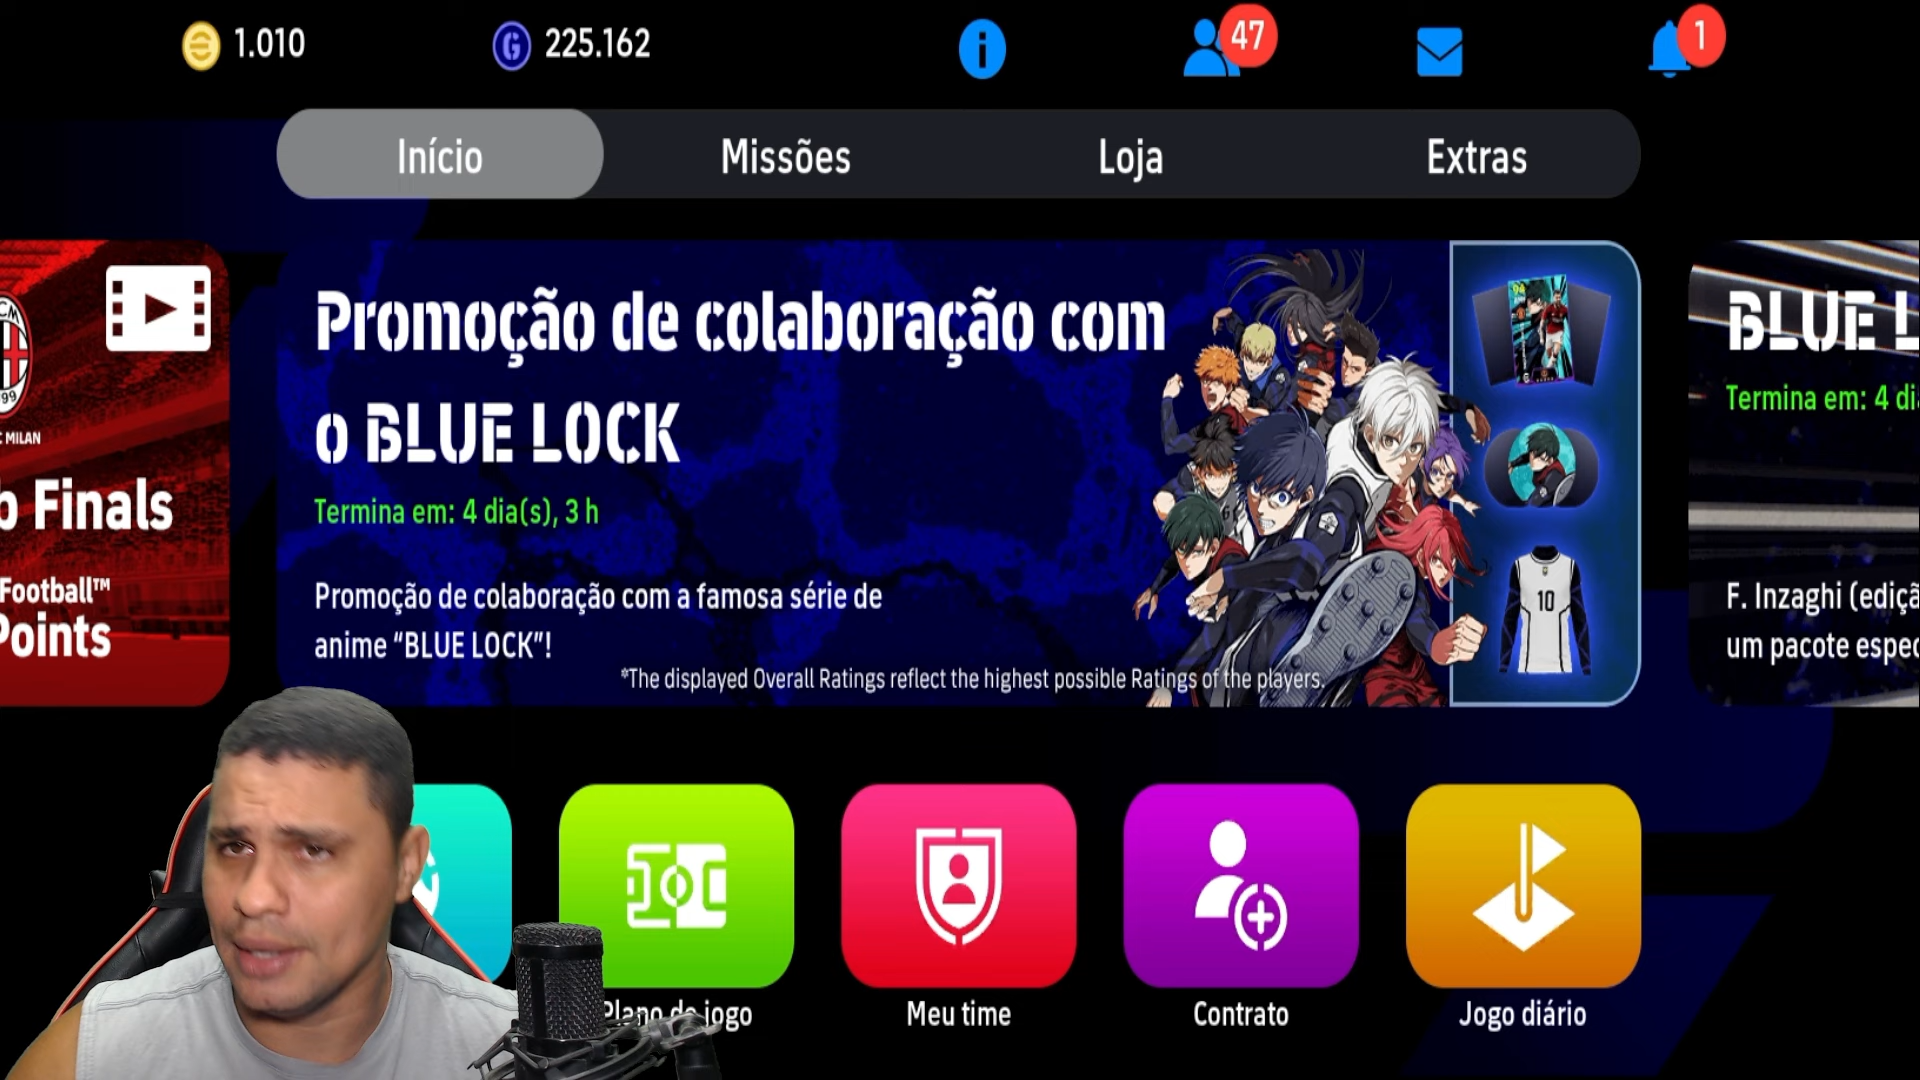 1.010
225.162
47
1
Início
Missões
Loja
Extras
C MILAN
b Finals
Football™
Points
Promoção de colaboração com
o BLUE LOCK
Termina em: 4 dia(s), 3 h
Promoção de colaboração com a famosa série de
anime “BLUE LOCK”!
*The displayed Overall Ratings reflect the highest possible Ratings of the players.
94
10
BLUE L
Termina em: 4 di
F. Inzaghi (ediçã
um pacote espec
Plano de jogo
Meu time
Contrato
Jogo diário